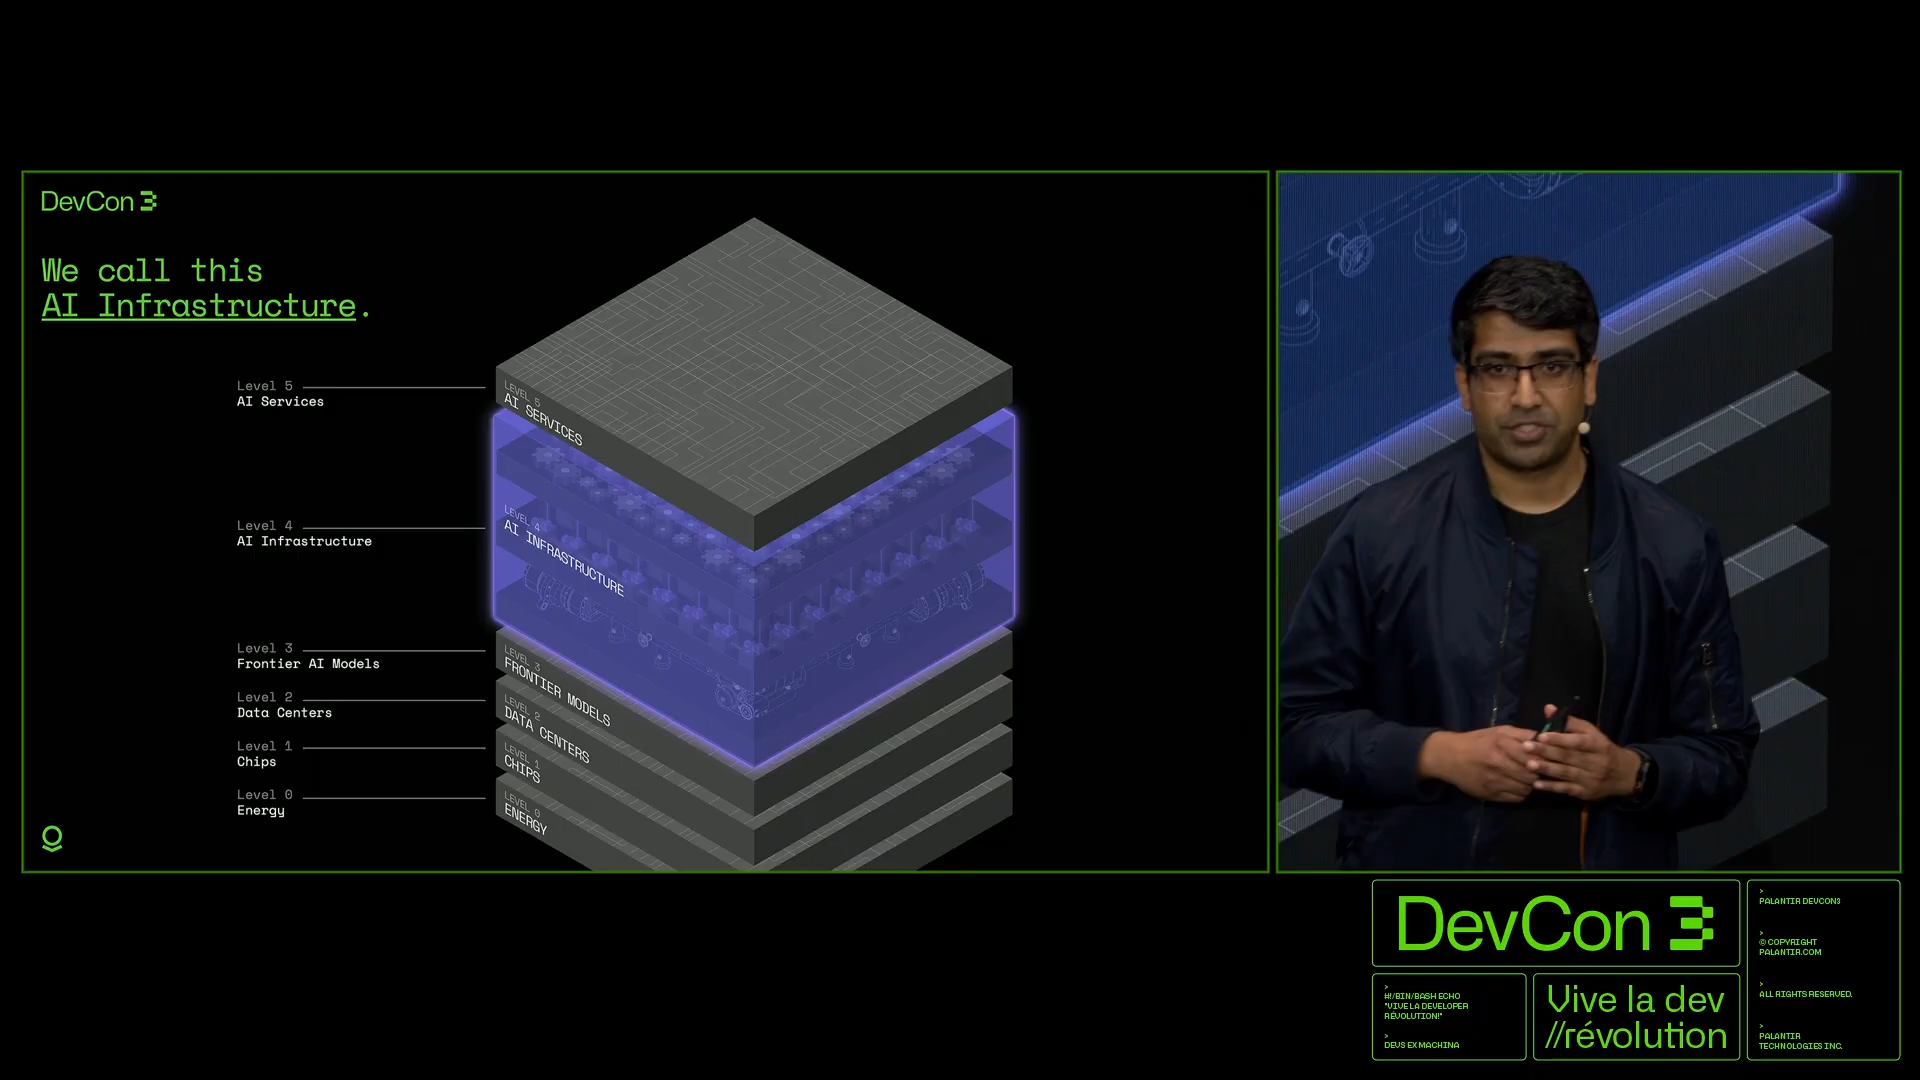 DevCon 3
We call this
AI Infrastructure.
Level 5
AI Services
Level 4
AI Infrastructure
Level 3
Frontier AI Models
Level 2
Data Centers
Level 1
Chips
Level 0
Energy
LEVEL 5
AI SERVICES
LEVEL 4
AI INFRASTRUCTURE
LEVEL 3
FRONTIER MODELS
LEVEL 2
DATA CENTERS
LEVEL 1
CHIPS
LEVEL 0
ENERGY
DevCon 3
>
#!/BIN/BASH ECHO
"VIVE LA DEVELOPER
RÉVOLUTION!"
>
DEVS EX MACHINA
Vive la dev
//révolution
>
PALANTIR DEVCON3
>
© COPYRIGHT
PALANTIR.COM
>
ALL RIGHTS RESERVED.
>
PALANTIR
TECHNOLOGIES INC.